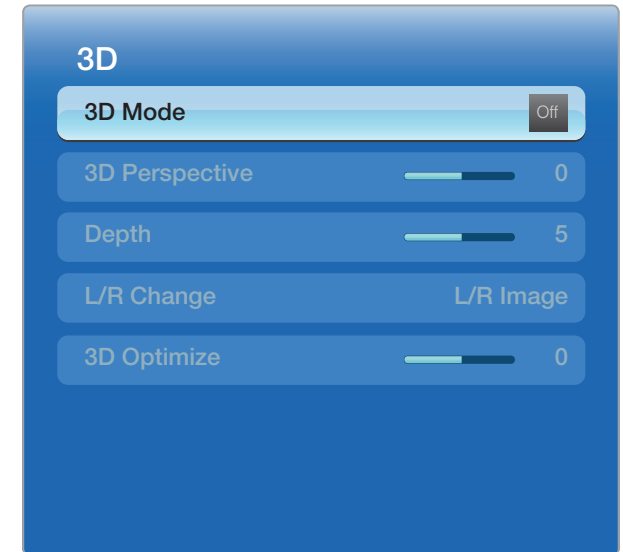 3D
3D Mode Off
3D Perspective 0
Depth 5
L/R Change L/R Image
3D Optimize 0